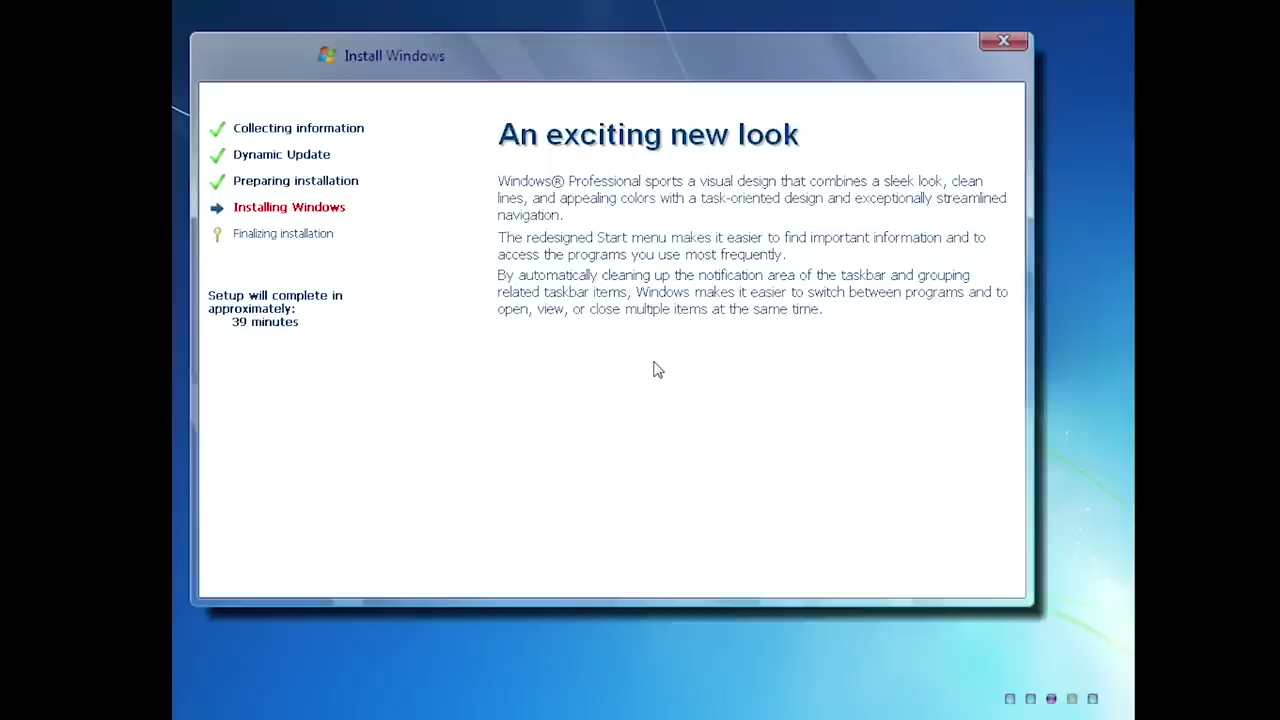 Install Windows
Collecting information
Dynamic Update
Preparing installation
Installing Windows
Finalizing installation
Setup will complete in
approximately:
39 minutes
An exciting new look
Windows® Professional sports a visual design that combines a sleek look, clean
lines, and appealing colors with a task-oriented design and exceptionally streamlined
navigation.
The redesigned Start menu makes it easier to find important information and to
access the programs you use most frequently.
By automatically cleaning up the notification area of the taskbar and grouping
related taskbar items, Windows makes it easier to switch between programs and to
open, view, or close multiple items at the same time.